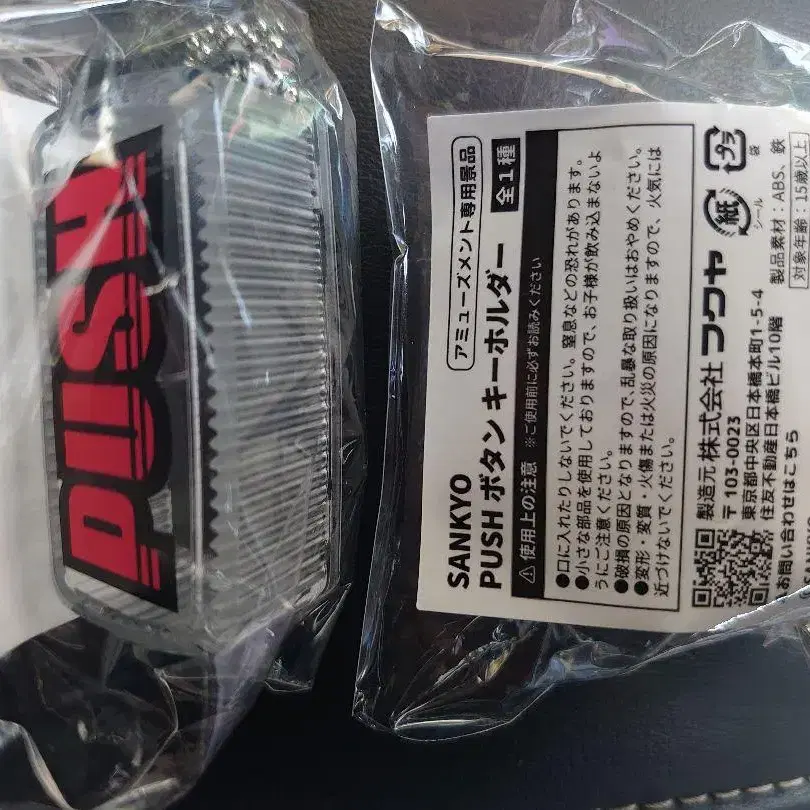 PUSH
アミューズメント専用景品
SANKYO
PUSH ボタン キーホルダー 全1種
⚠使用上の注意 ※ご使用前に必ずお読みください
●口に入れたりしないでください。窒息などの恐れがあります。
●小さな部品を使用しておりますので、お子様が飲み込まないよ
うにご注意ください。
●破損の原因となりますので、乱暴な取り扱いはおやめください。
●変形・変質・火傷または火災の原因になりますので、火気には
近づけないでください。
プラ
袋
紙
シール
製造元 株式会社フクヤ
〒103-0023
東京都中央区日本橋本町1-5-4
住友不動産日本橋ビル10階
お問い合わせはこちら
製品素材：ABS、鉄
対象年齢：15歳以上